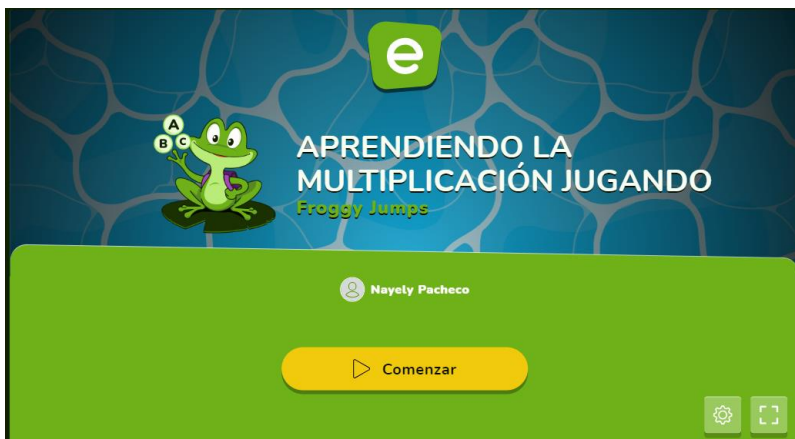 e
A
B C
APRENDIENDO LA
MULTIPLICACIÓN JUGANDO
Froggy Jumps
Nayely Pacheco
Comenzar